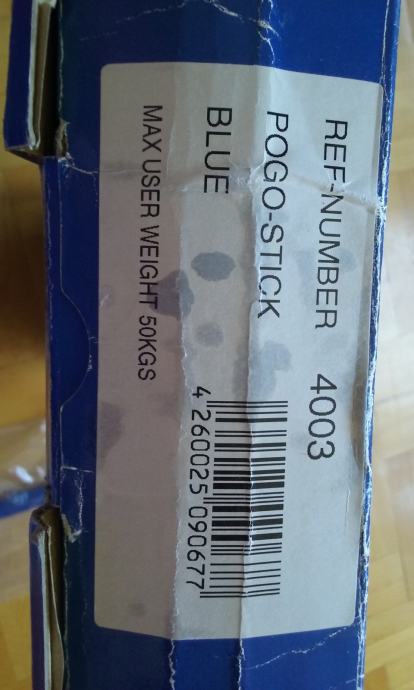 REF-NUMBER 4003
POGO-STICK
BLUE
MAX USER WEIGHT 50KGS
4 260025 090677